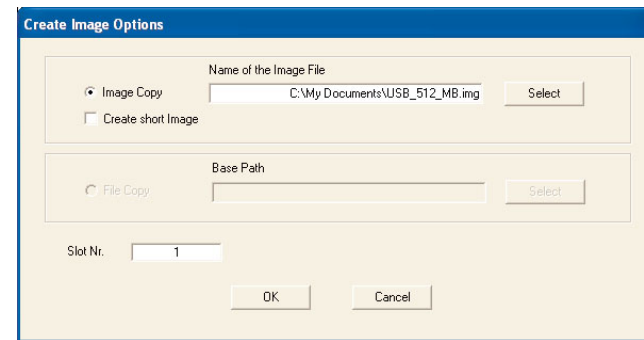 Create Image Options
Name of the Image File
Image Copy
C:\My Documents\USB_512_MB.img
Select
Create short Image
Base Path
File Copy
Select
Slot Nr.
1
OK
Cancel